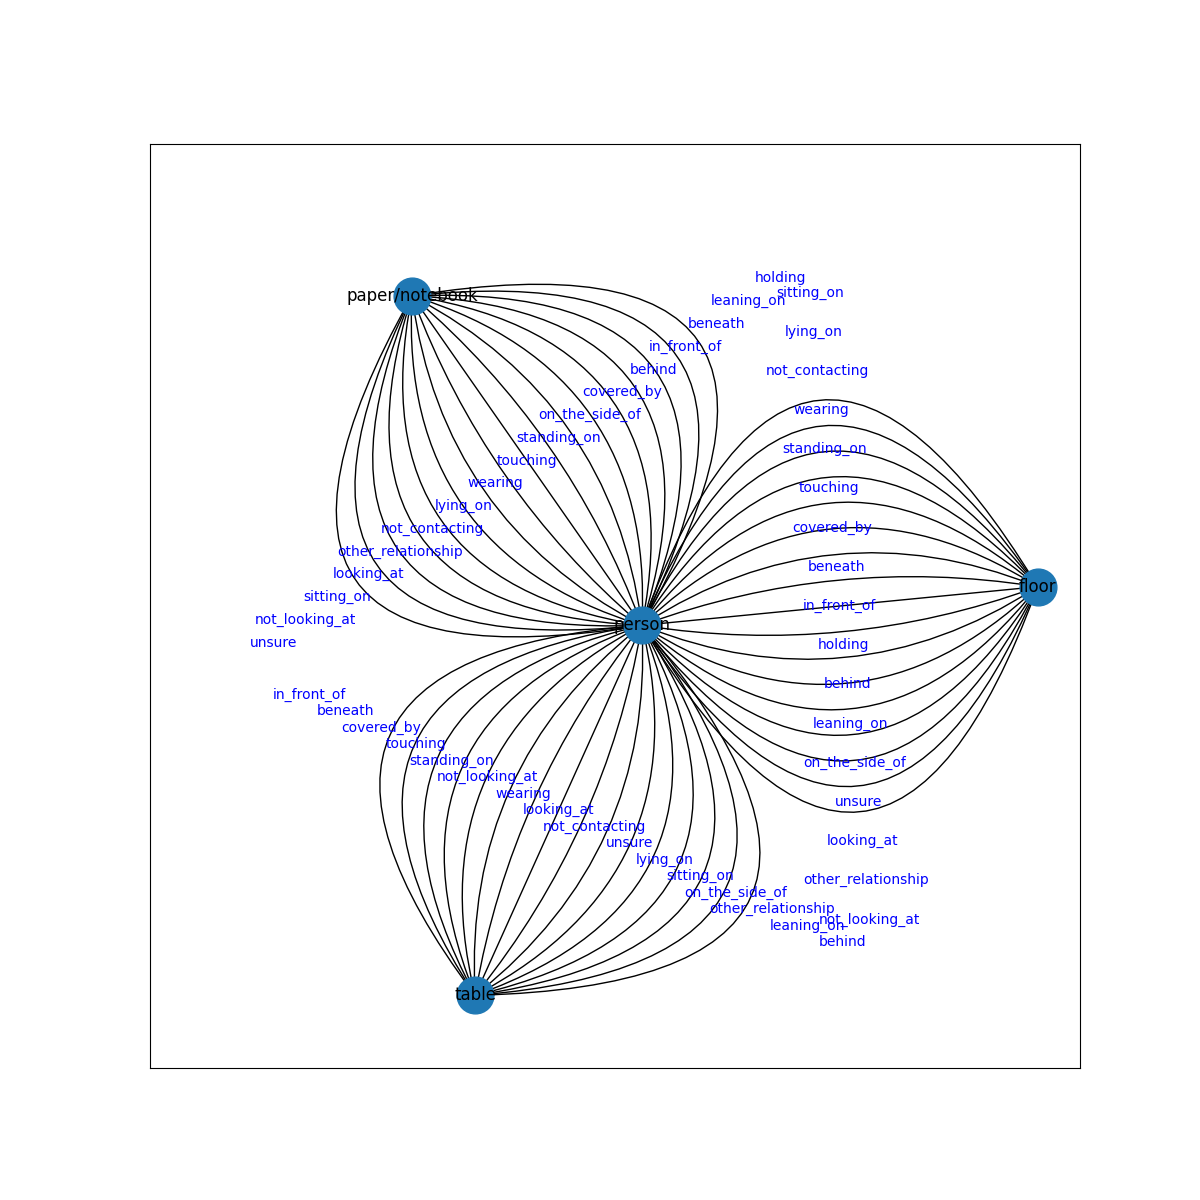 holding
sitting_on
leaning_on
paper/notebook
beneath
lying_on
in_front_of
behind
not_contacting
covered_by
wearing
on_the_side_of
standing_on
standing_on
touching
wearing
touching
lying_on
not_contacting
covered_by
other_relationship
beneath
looking_at
floor
sitting_on
in_front_of
not_looking_at
person
unsure
holding
behind
in_front_of
beneath
leaning_on
covered_by
touching
standing_on
on_the_side_of
not_looking_at
wearing
unsure
looking_at
not_contacting
unsure
looking_at
lying_on
sitting_on
other_relationship
on_the_side_of
other_relationship
not_looking_at
leaning_on
behind
table